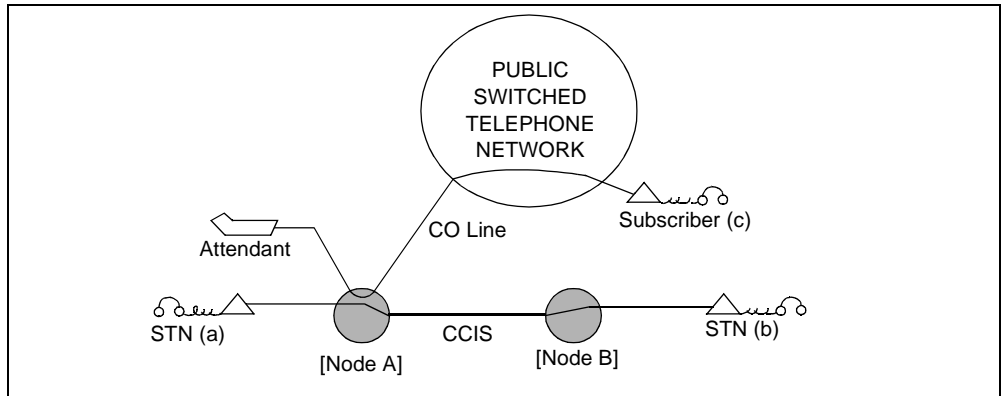 PUBLIC
SWITCHED
TELEPHONE
NETWORK
Subscriber (c)
CO Line
Attendant
STN (a)
CCIS
STN (b)
[Node A]
[Node B]